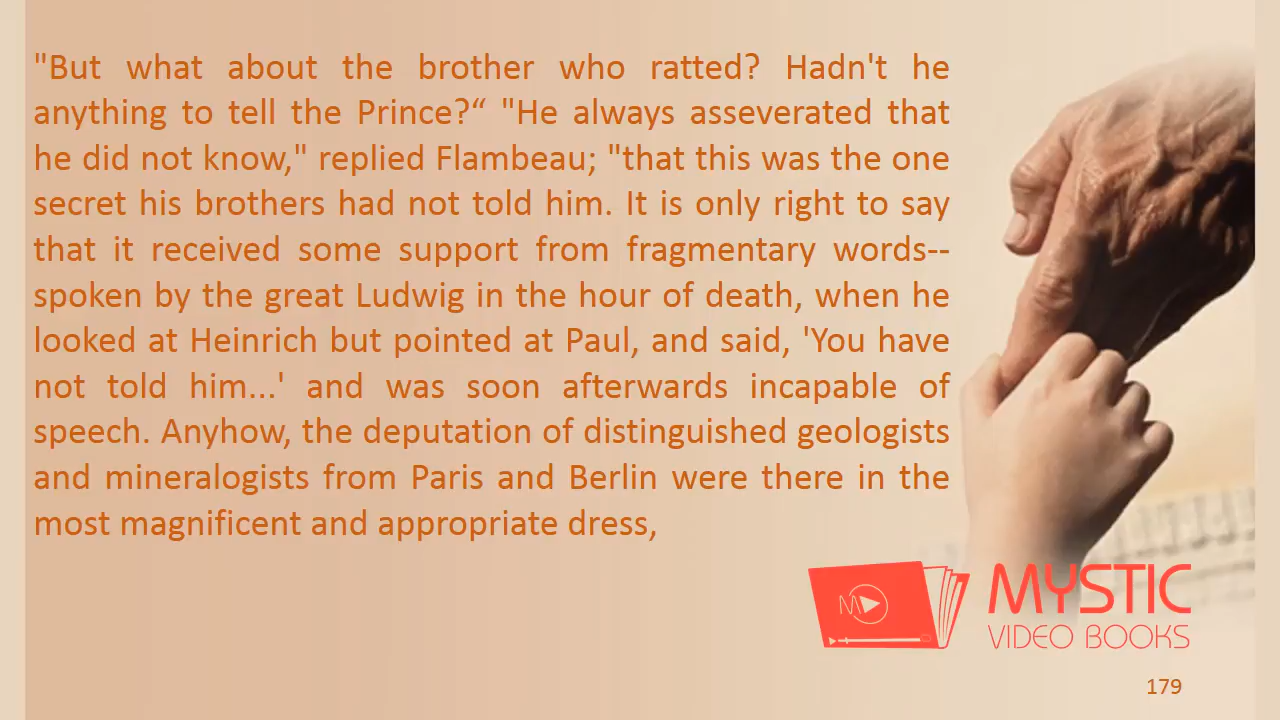 "But what about the brother who ratted? Hadn't he
anything to tell the Prince?“ "He always asseverated that
he did not know," replied Flambeau; "that this was the one
secret his brothers had not told him. It is only right to say
that it received some support from fragmentary words--
spoken by the great Ludwig in the hour of death, when he
looked at Heinrich but pointed at Paul, and said, 'You have
not told him...' and was soon afterwards incapable of
speech. Anyhow, the deputation of distinguished geologists
and mineralogists from Paris and Berlin were there in the
most magnificent and appropriate dress,
M
MYSTIC
VIDEO BOOKS
179